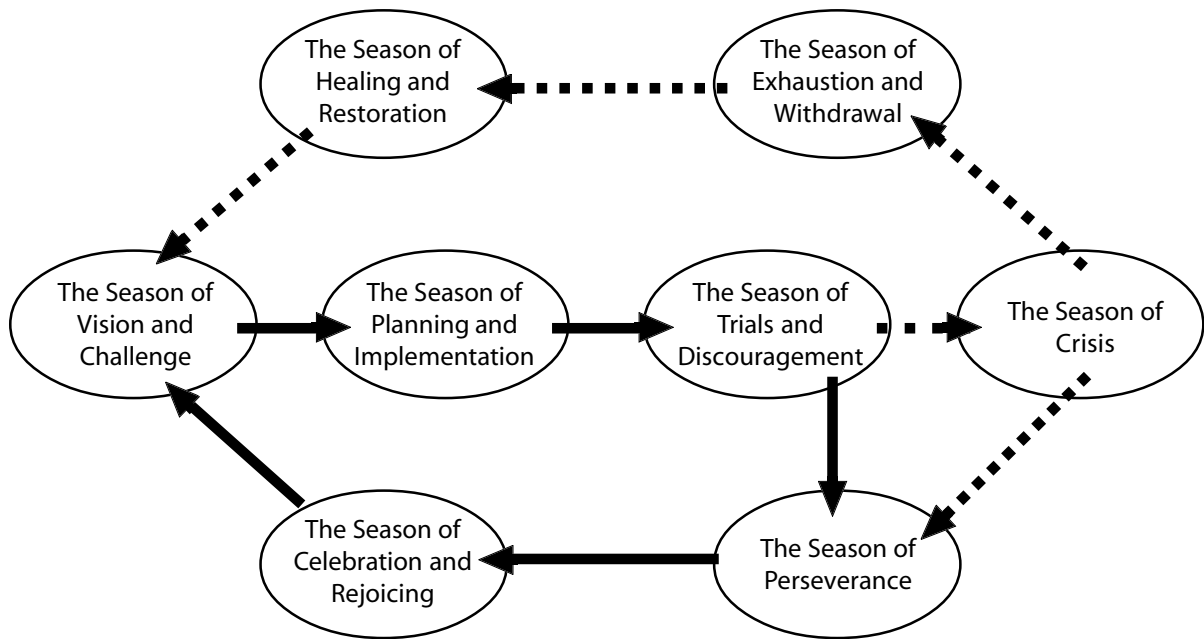 The Season of
Healing and
Restoration
The Season of
Exhaustion and
Withdrawal
The Season of
Vision and
Challenge
The Season of
Planning and
Implementation
The Season of
Trials and
Discouragement
The Season of
Crisis
The Season of
Celebration and
Rejoicing
The Season of
Perseverance